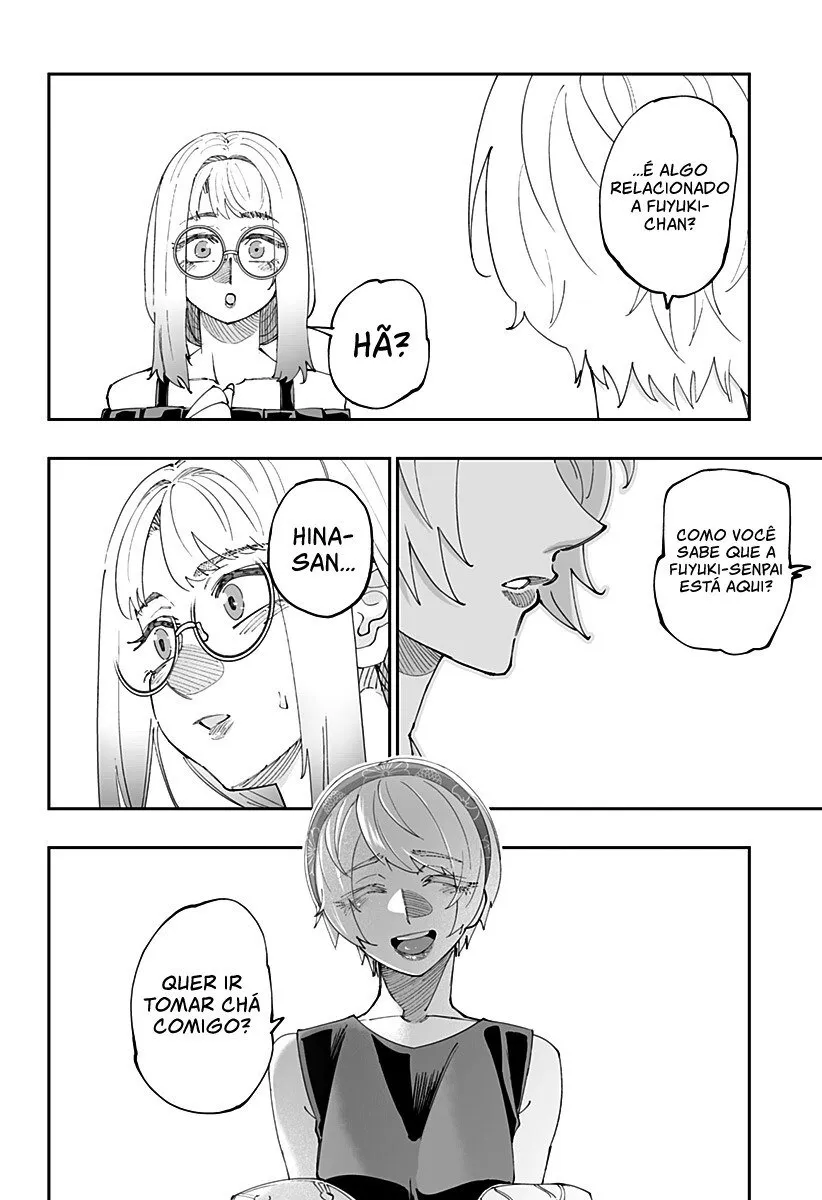 ...É ALGO
RELACIONADO
A FUYUKI-
CHAN?
HÃ?
COMO VOCÊ
SABE QUE A
FUYUKI-SENPAI
ESTÁ AQUI?
HINA-
SAN...
QUER IR
TOMAR CHÁ
COMIGO?